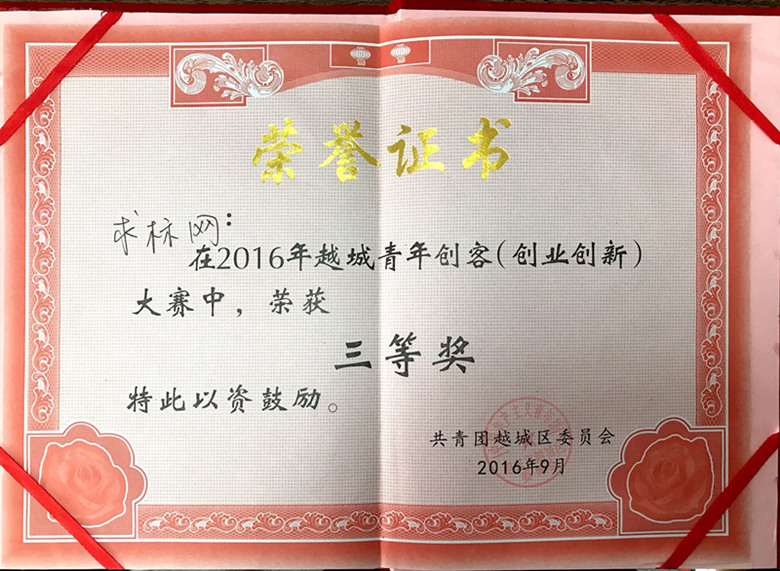 荣誉证书
求标网：
在2016年越城青年创客(创业创新)
大赛中，荣获
三等奖
特此以资鼓励。
共青团越城区委员会
2016年9月